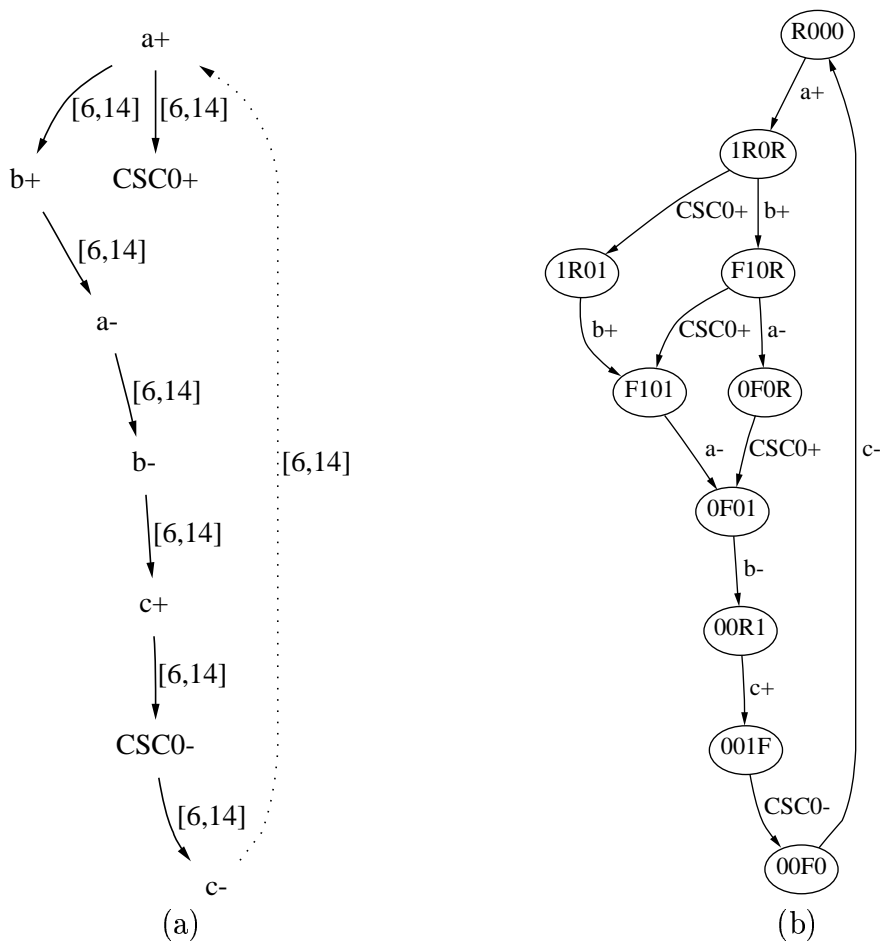 a+
[6,14] [6,14]
b+ CSC0+
[6,14]
a-
[6,14]
b-
[6,14]
[6,14]
c+
[6,14]
CSC0-
[6,14]
c-
(a)
R000
a+
1R0R
CSC0+ b+
1R01 F10R
b+ CSC0+ a-
F101 0F0R
c-
a- CSC0+
0F01
b-
00R1
c+
001F
CSC0-
00F0
(b)